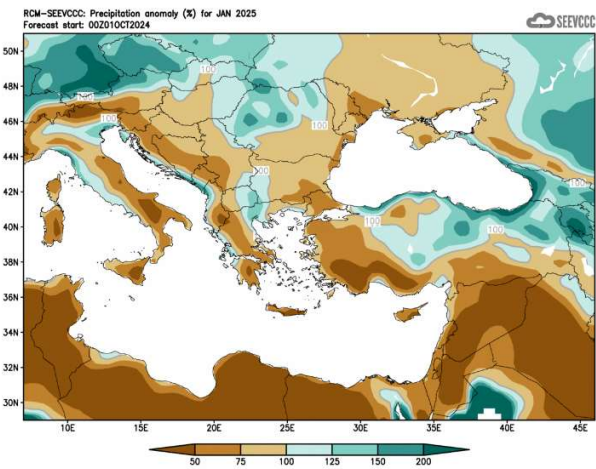 RCM-SEEVCCC: Precipitation anomaly (%) for JAN 2025
Forecast start: 00Z01OCT2024
SEEVCCC
50N
48N
46N
44N
42N
40N
38N
36N
34N
32N
30N
100
100
100
100
100
100
100
100
10E 15E 20E 25E 30E 35E 40E 45E
50 75 100 125 150 200